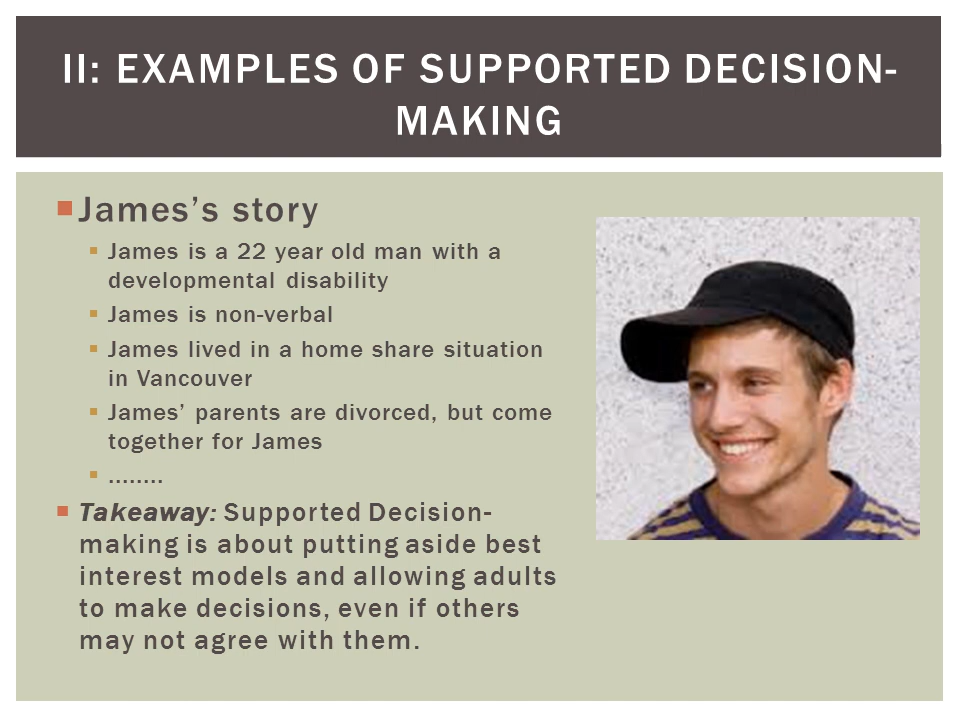 II: EXAMPLES OF SUPPORTED DECISION-
MAKING
James’s story
James is a 22 year old man with a
developmental disability
James is non-verbal
James lived in a home share situation
in Vancouver
James’ parents are divorced, but come
together for James
........
Takeaway: Supported Decision-
making is about putting aside best
interest models and allowing adults
to make decisions, even if others
may not agree with them.